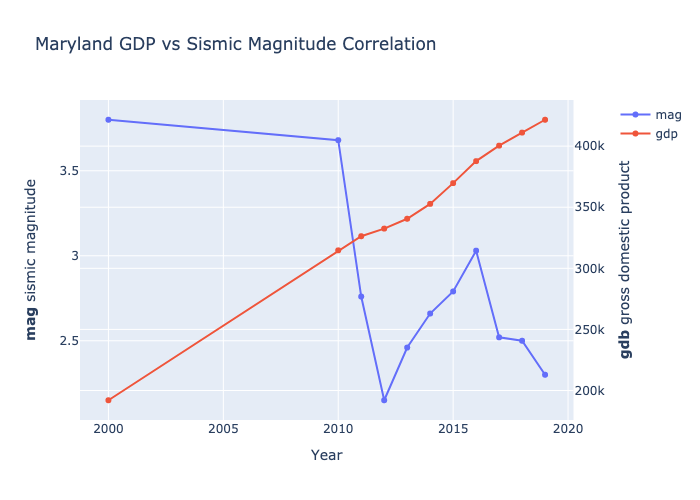 Maryland GDP vs Sismic Magnitude Correlation
mag
gdp
3.5
3
2.5
400k
350k
300k
250k
200k
mag sismic magnitude
gdb gross domestic product
2000
2005
2010
2015
2020
Year